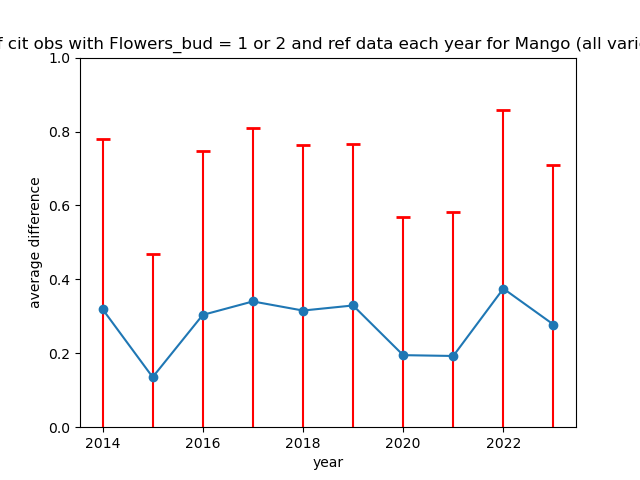 cit obs with Flowers_bud = 1 or 2 and ref data each year for Mango (all
1.0
0.8
0.6
0.4
0.2
0.0
average difference
2014 2016 2018 2020 2022
year